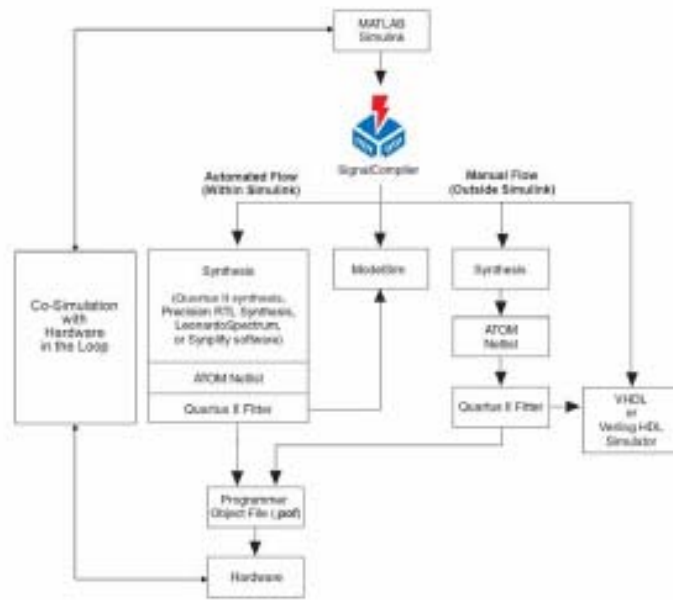 MATLAB
Simulink
SignalCompiler
Automated Flow
(Within Simulink)
Manual Flow
(Outside Simulink)
Synthesis
(Quartus II synthesis,
Precision RTL Synthesis,
LeonardoSpectrum,
or Synplify software)
ATOM Netlist
Quartus II Fitter
ModelSim
Synthesis
ATOM
Netlist
Quartus II Fitter
VHDL
or
Verilog HDL
Simulator
Co-Simulation
with
Hardware
in the Loop
Programmer
Object File (.pof)
Hardware